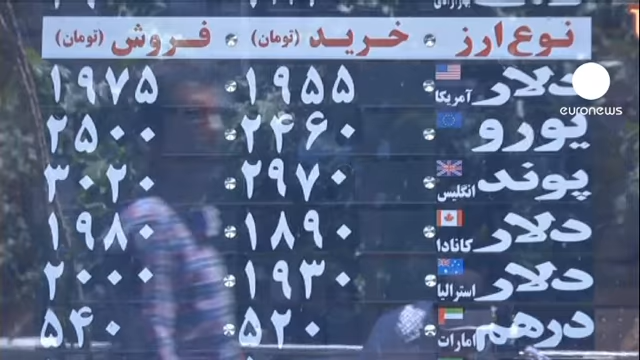 نوع ارز خرید (تومان) فروش (تومان)
دلار آمریکا ۱۹۵۵ ۱۹۷۵
euronews
یورو ۲۴۶۰ ۲۵۰۰
پوند انگلیس ۲۹۷۰ ۳۰۲۰
دلار کانادا ۱۸۹۰ ۱۹۸۰
دلار استرالیا ۱۹۳۰ ۲۰۰۰
درهم امارات ۵۲۰ ۵۴۰